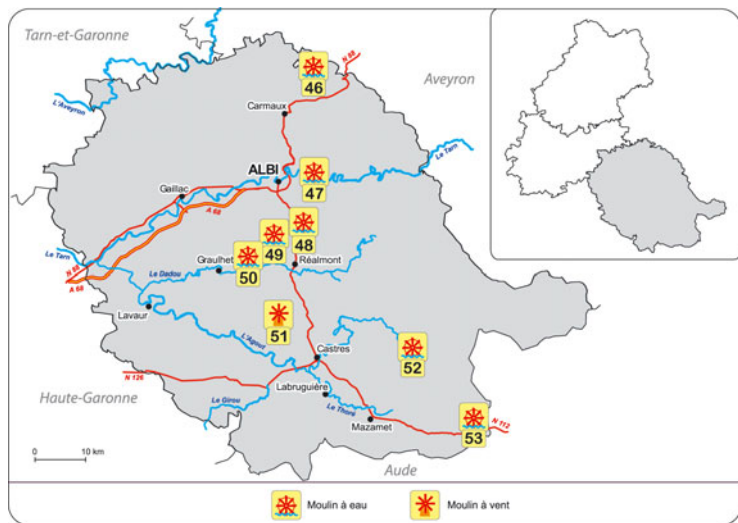 Tarn-et-Garonne
N 88
46
Aveyron
L'Aveyron
Carmaux
Le Tarn
ALBI
47
Gaillac
A 68
48
49
Le Tarn
N 88
A 68
Graulhet
50
Réalmont
Le Dadou
Lavaur
51
L'Agout
52
Castres
N 126
Labruguière
Haute-Garonne
Le Girou
Le Thoré
Mazamet
53
N 112
0
10 km
Aude
Moulin à eau
Moulin à vent